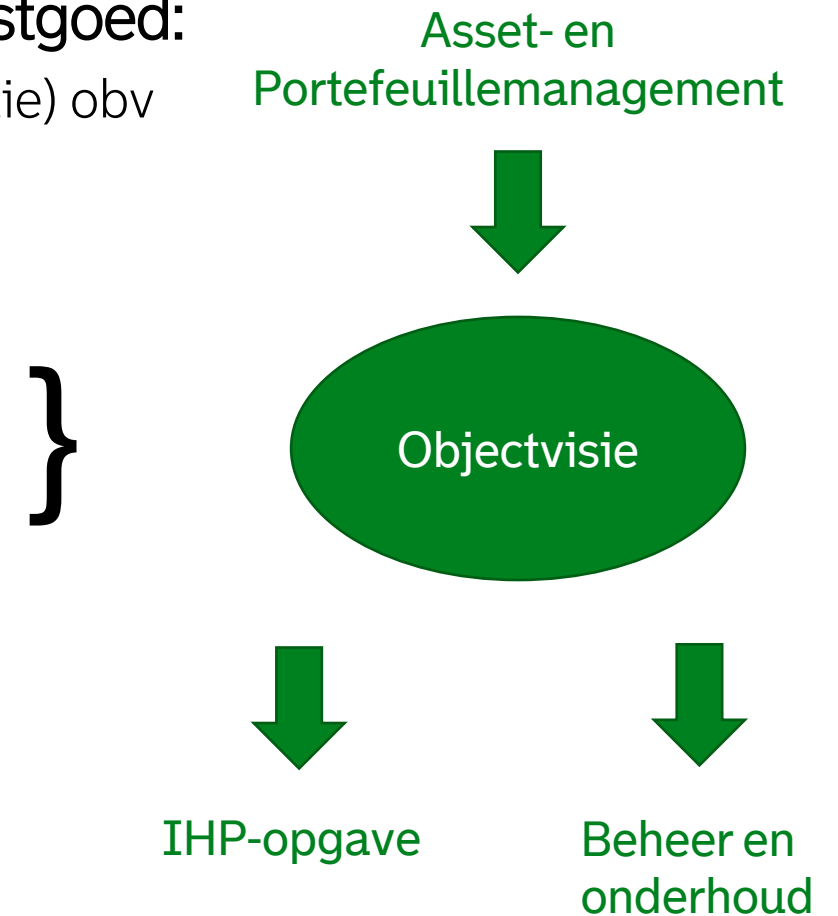 stgoed:
ie) obv
Asset- en
Portefeuillemanagement
}
Objectvisie
IHP-opgave
Beheer en
onderhoud